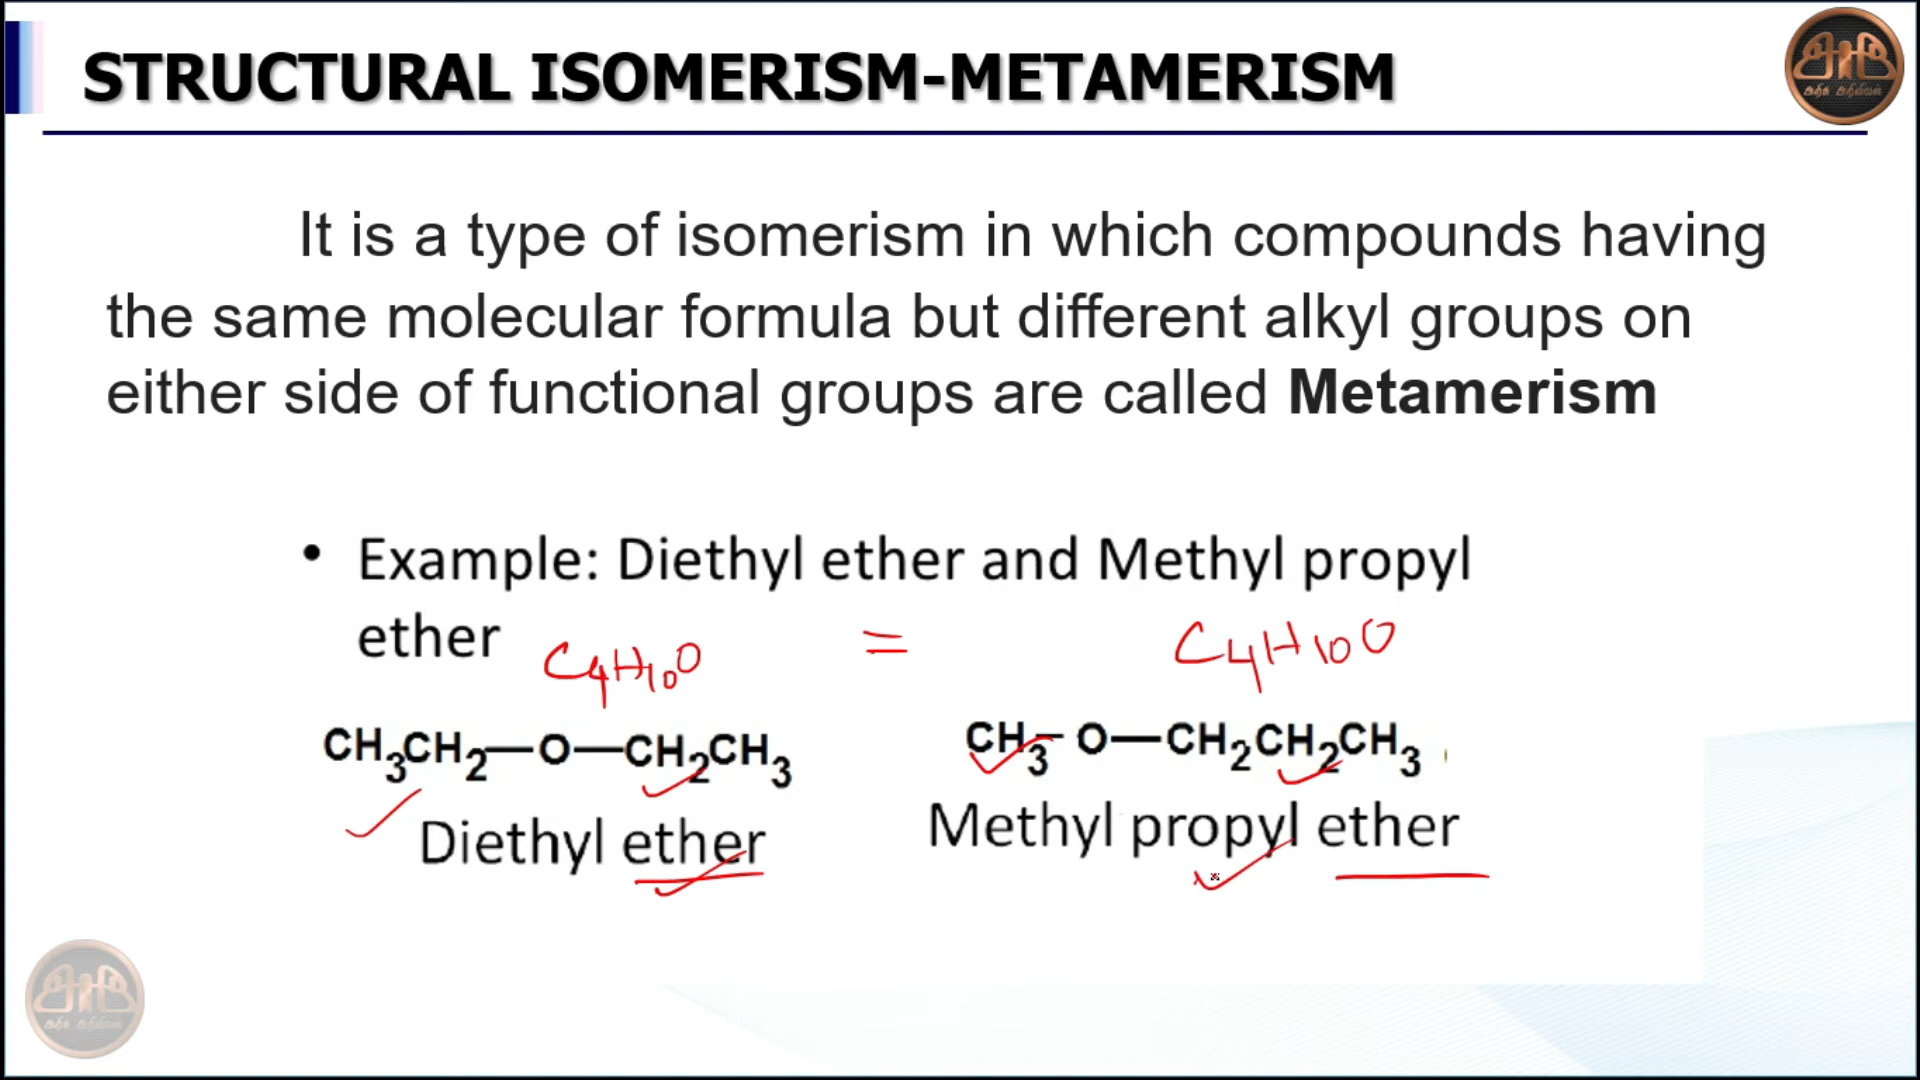 STRUCTURAL ISOMERISM-METAMERISM
It is a type of isomerism in which compounds having
the same molecular formula but different alkyl groups on
either side of functional groups are called Metamerism
• Example: Diethyl ether and Methyl propyl
ether
C4H10O = C4H10O
CH3CH2—O—CH2CH3
CH3-O—CH2CH2CH3
Diethyl ether
Methyl propyl ether